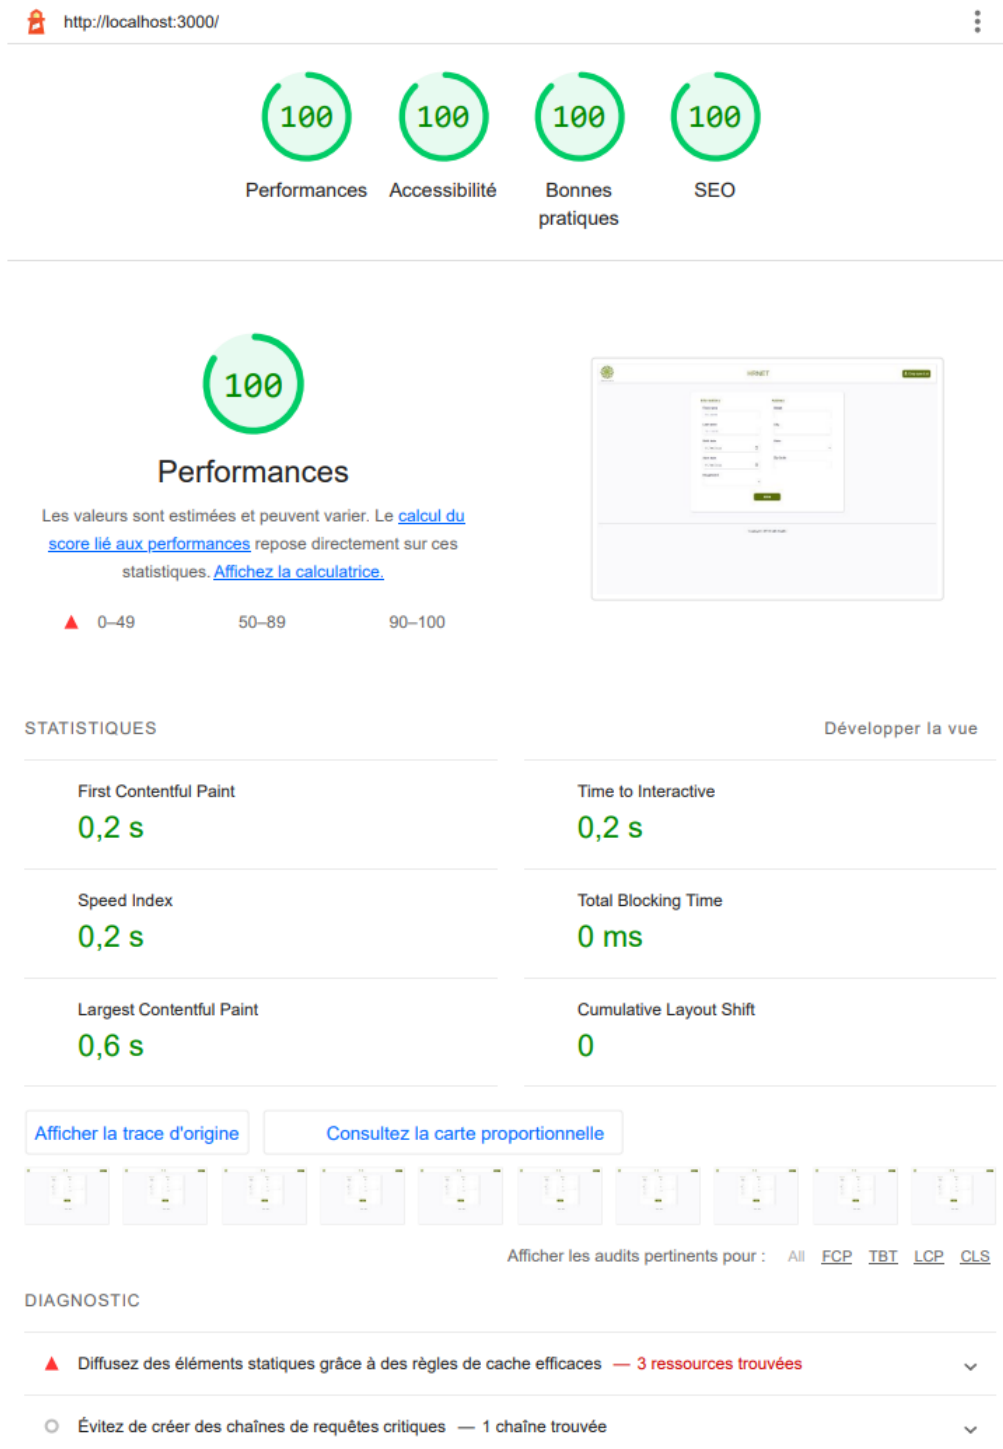 http://localhost:3000/
100 100 100 100
Performances Accessibilité Bonnes pratiques SEO
100
HRNET
Performances
Les valeurs sont estimées et peuvent varier. Le calcul du
score lié aux performances repose directement sur ces
statistiques. Affichez la calculatrice.
0–49 50–89 90–100
STATISTIQUES Développer la vue
First Contentful Paint
0,2 s
Time to Interactive
0,2 s
Speed Index
0,2 s
Total Blocking Time
0 ms
Largest Contentful Paint
0,6 s
Cumulative Layout Shift
0
Afficher la trace d'origine Consultez la carte proportionnelle
Afficher les audits pertinents pour : All FCP TBT LCP CLS
DIAGNOSTIC
Diffusez des éléments statiques grâce à des règles de cache efficaces — 3 ressources trouvées
Évitez de créer des chaînes de requêtes critiques — 1 chaîne trouvée